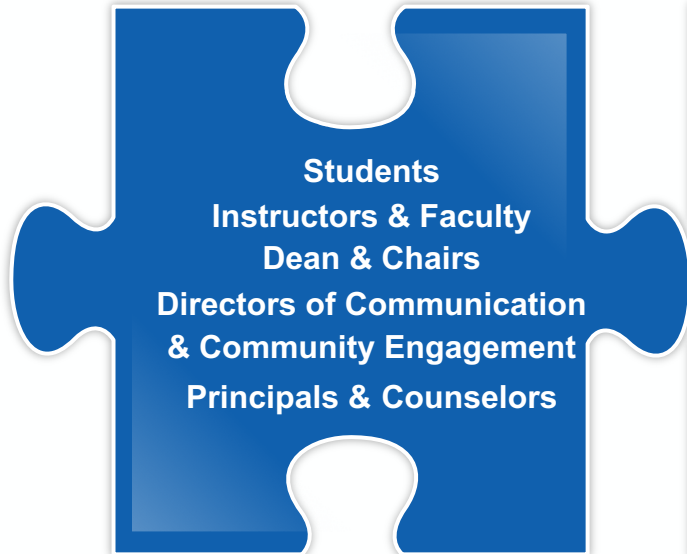 Students
Instructors & Faculty
Dean & Chairs
Directors of Communication
& Community Engagement
Principals & Counselors